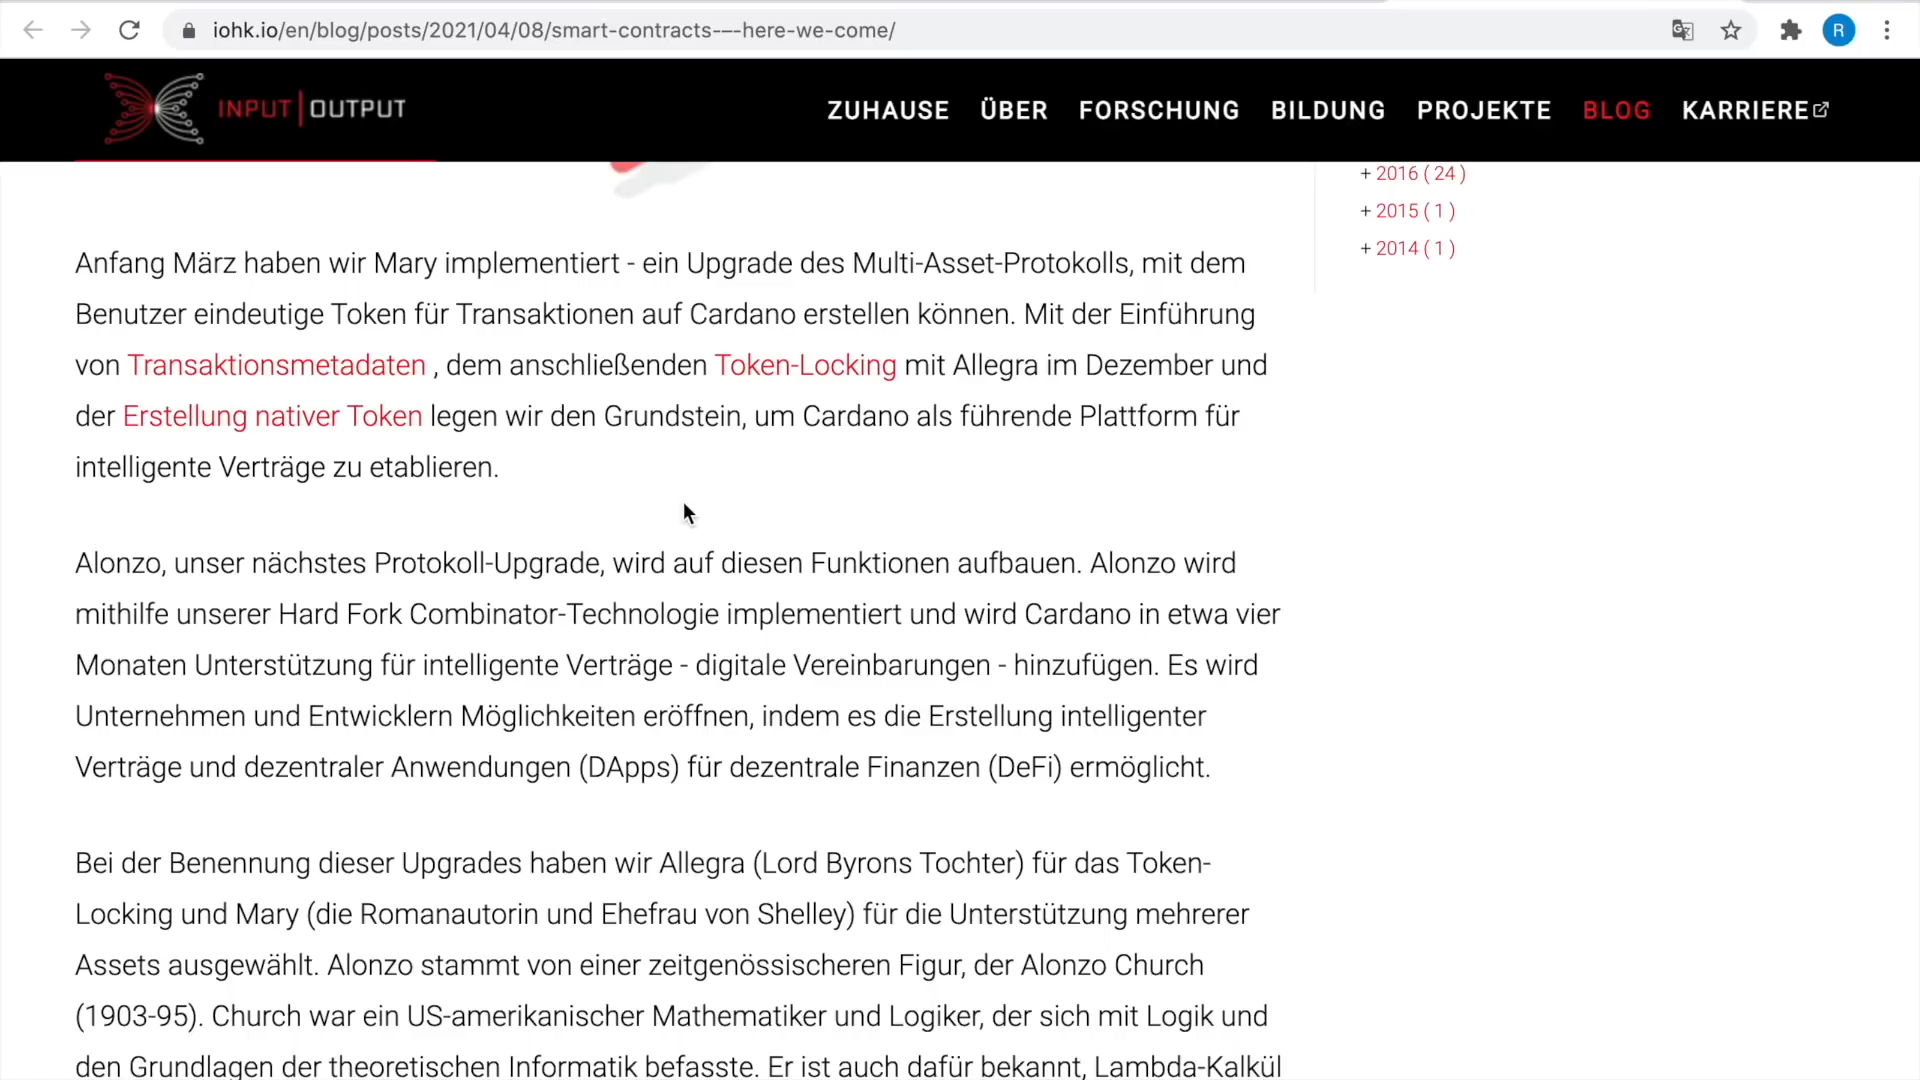 iohk.io/en/blog/posts/2021/04/08/smart-contracts-–-here-we-come/
R
INPUT | OUTPUT
ZUHAUSE ÜBER FORSCHUNG BILDUNG PROJEKTE BLOG KARRIERE
+ 2016 ( 24 )
+ 2015 ( 1 )
+ 2014 ( 1 )
Anfang März haben wir Mary implementiert - ein Upgrade des Multi-Asset-Protokolls, mit dem
Benutzer eindeutige Token für Transaktionen auf Cardano erstellen können. Mit der Einführung
von Transaktionsmetadaten , dem anschließenden Token-Locking mit Allegra im Dezember und
der Erstellung nativer Token legen wir den Grundstein, um Cardano als führende Plattform für
intelligente Verträge zu etablieren.
Alonzo, unser nächstes Protokoll-Upgrade, wird auf diesen Funktionen aufbauen. Alonzo wird
mithilfe unserer Hard Fork Combinator-Technologie implementiert und wird Cardano in etwa vier
Monaten Unterstützung für intelligente Verträge - digitale Vereinbarungen - hinzufügen. Es wird
Unternehmen und Entwicklern Möglichkeiten eröffnen, indem es die Erstellung intelligenter
Verträge und dezentraler Anwendungen (DApps) für dezentrale Finanzen (DeFi) ermöglicht.
Bei der Benennung dieser Upgrades haben wir Allegra (Lord Byrons Tochter) für das Token-
Locking und Mary (die Romanautorin und Ehefrau von Shelley) für die Unterstützung mehrerer
Assets ausgewählt. Alonzo stammt von einer zeitgenössischeren Figur, der Alonzo Church
(1903-95). Church war ein US-amerikanischer Mathematiker und Logiker, der sich mit Logik und
den Grundlagen der theoretischen Informatik befasste. Er ist auch dafür bekannt, Lambda-Kalkül